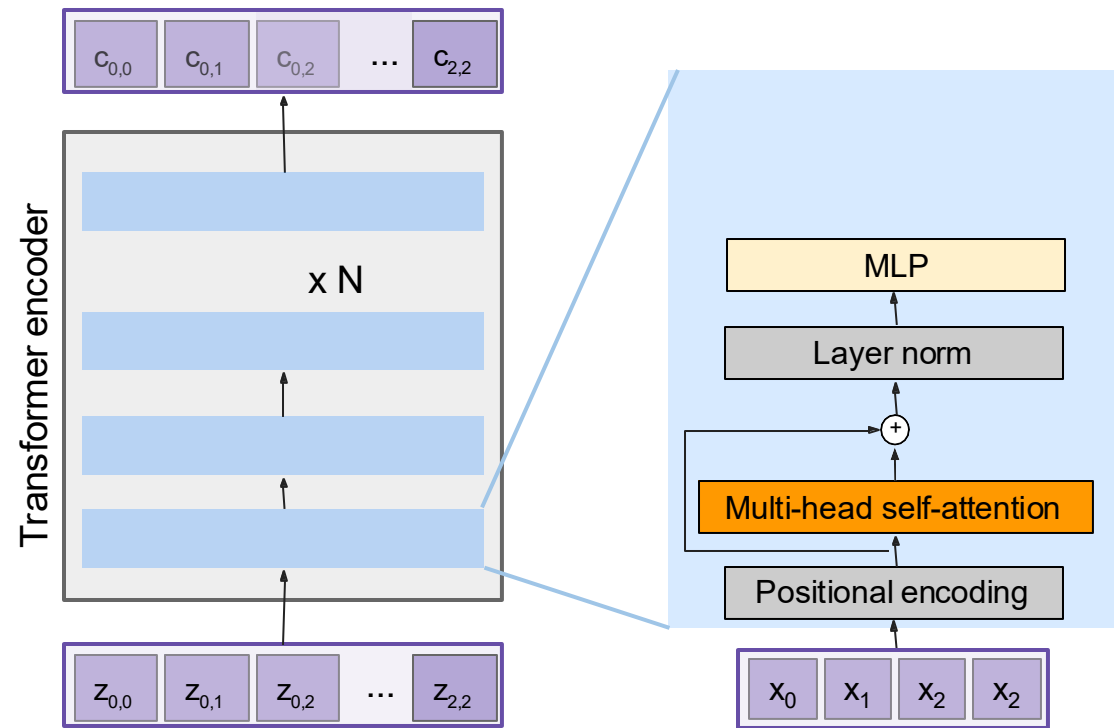 c0,0 c0,1 c0,2 ... c2,2
Transformer encoder
x N
z0,0 z0,1 z0,2 ... z2,2
MLP
Layer norm
+
Multi-head self-attention
Positional encoding
x0 x1 x2 x2